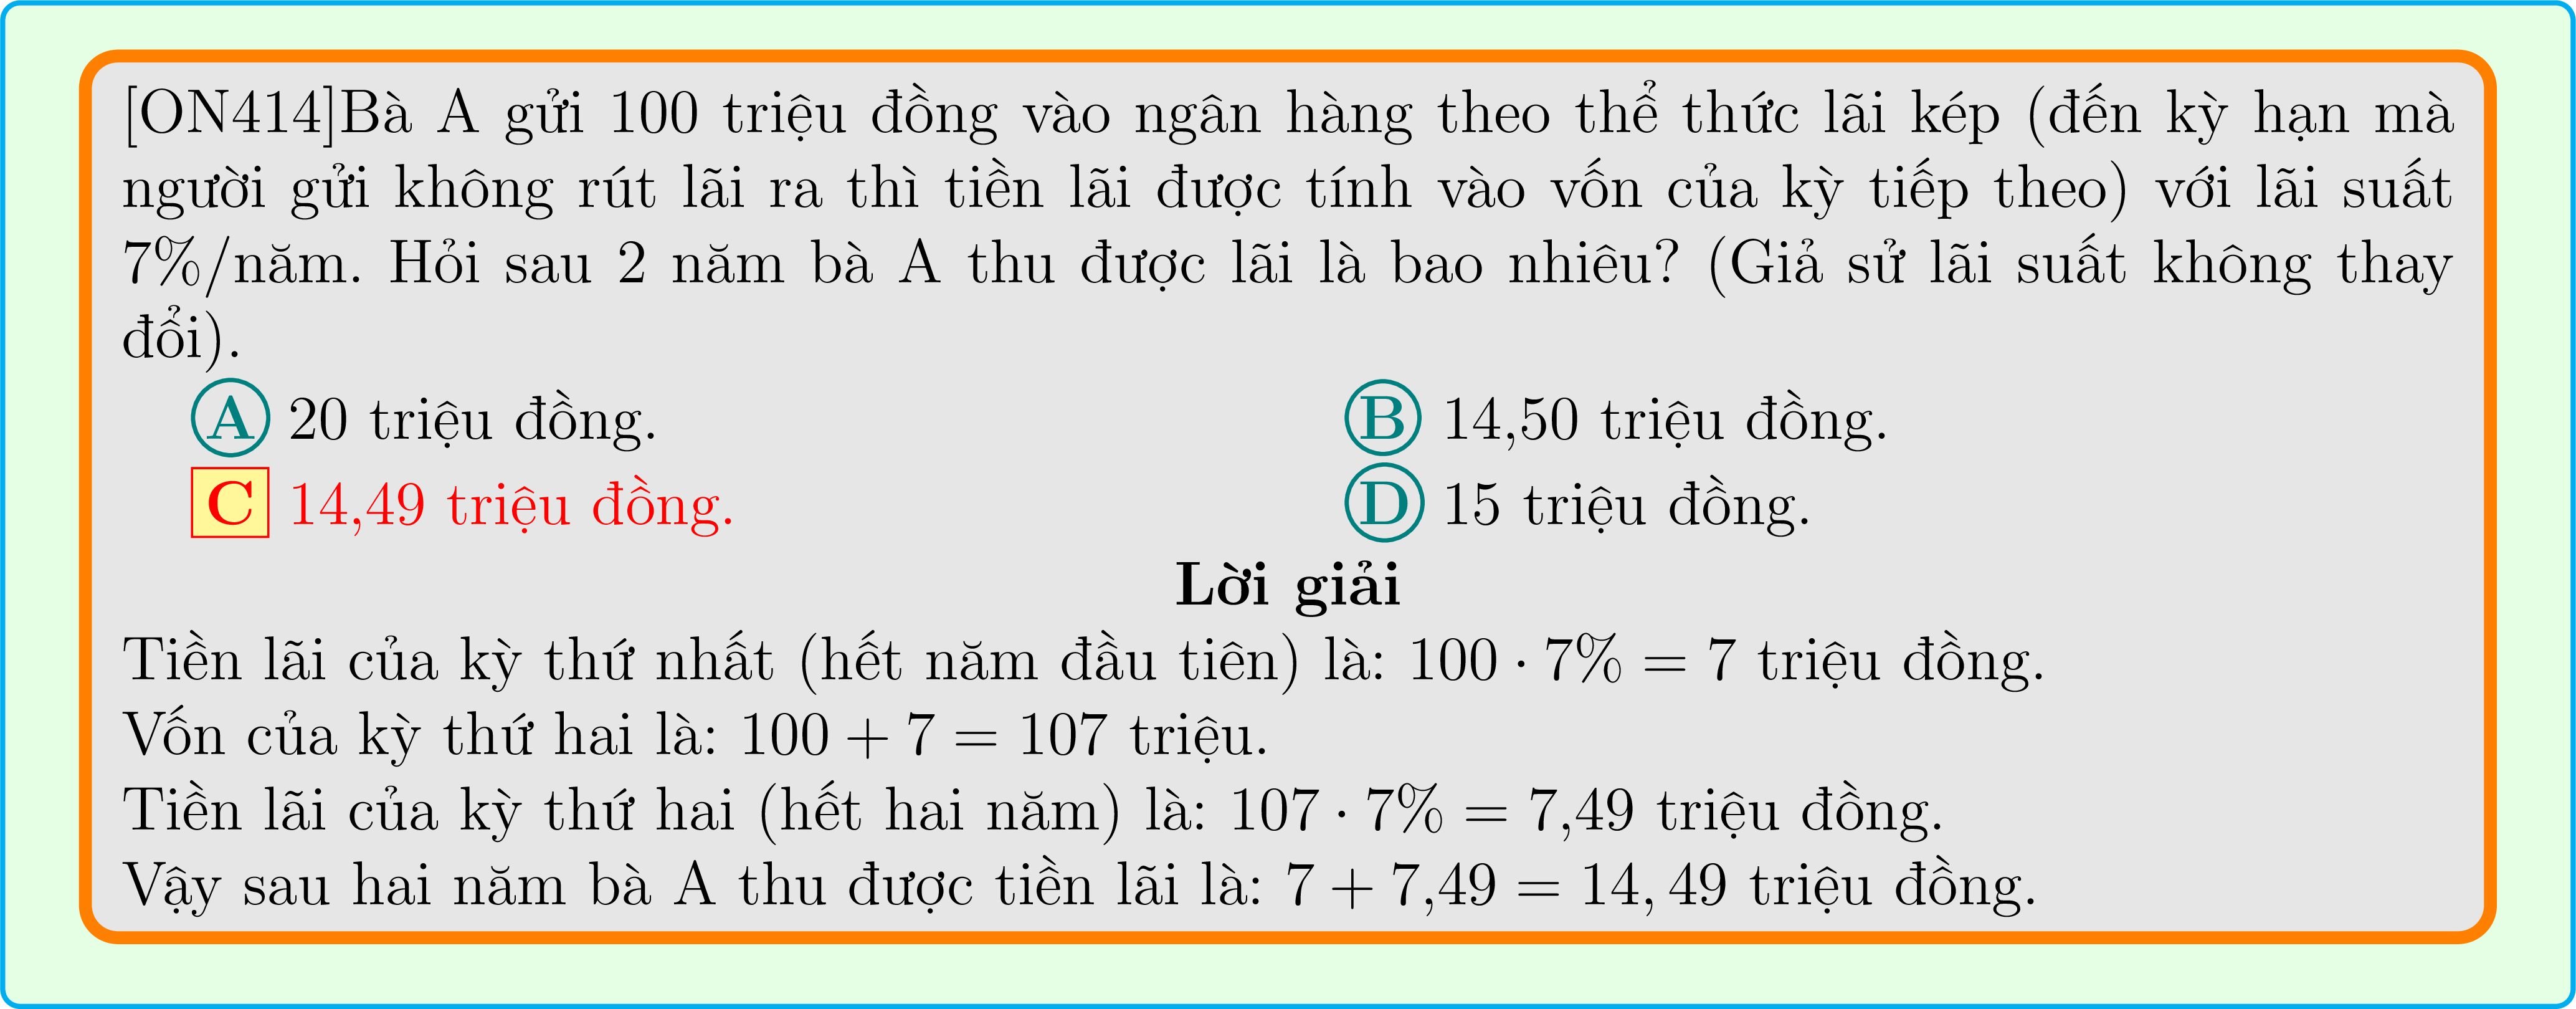 [ON414]Bà A gửi 100 triệu đồng vào ngân hàng theo thể thức lãi kép (đến kỳ hạn mà
người gửi không rút lãi ra thì tiền lãi được tính vào vốn của kỳ tiếp theo) với lãi suất
7%/năm. Hỏi sau 2 năm bà A thu được lãi là bao nhiêu? (Giả sử lãi suất không thay
đổi).
A 20 triệu đồng. B 14,50 triệu đồng.
C 14,49 triệu đồng. D 15 triệu đồng.
Lời giải
Tiền lãi của kỳ thứ nhất (hết năm đầu tiên) là: 100 · 7% = 7 triệu đồng.
Vốn của kỳ thứ hai là: 100 + 7 = 107 triệu.
Tiền lãi của kỳ thứ hai (hết hai năm) là: 107 · 7% = 7,49 triệu đồng.
Vậy sau hai năm bà A thu được tiền lãi là: 7 + 7,49 = 14, 49 triệu đồng.